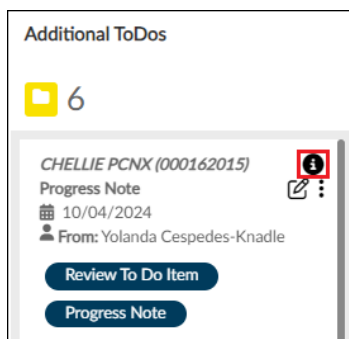 Additional ToDos
6
CHELLIE PCNX (000162015)
Progress Note
10/04/2024
From: Yolanda Cespedes-Knadle
Review To Do Item
Progress Note